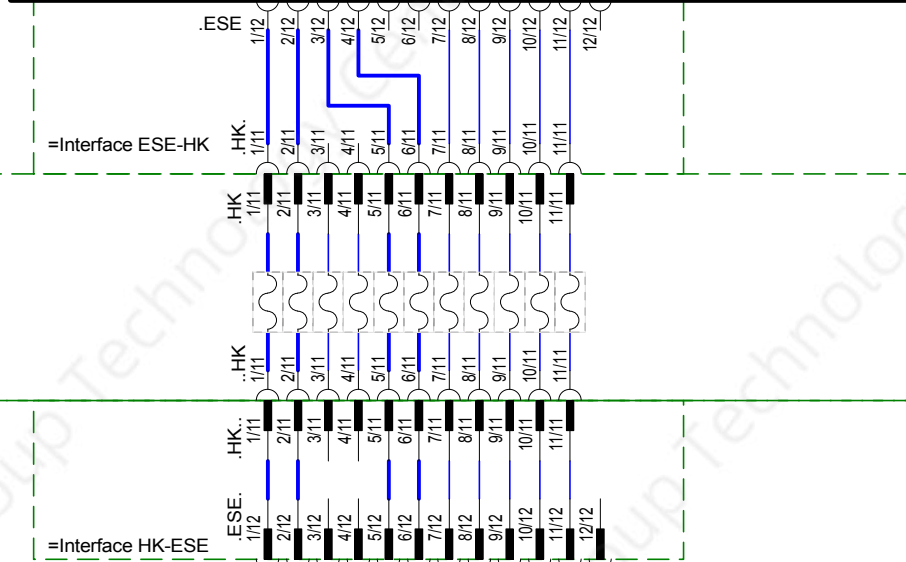 .ESE 1/12 2/12 3/12 4/12 5/12 6/12 7/12 8/12 9/12 10/12 11/12 12/12
=Interface ESE-HK
.HK. 1/11 2/11 3/11 4/11 5/11 6/11 7/11 8/11 9/11 10/11 11/11
.HK 1/11 2/11 3/11 4/11 5/11 6/11 7/11 8/11 9/11 10/11 11/11
..HK 1/11 2/11 3/11 4/11 5/11 6/11 7/11 8/11 9/11 10/11 11/11
.HK... 1/11 2/11 3/11 4/11 5/11 6/11 7/11 8/11 9/11 10/11 11/11
.ESE. 1/12 2/12 3/12 4/12 5/12 6/12 7/12 8/12 9/12 10/12 11/12 12/12
=Interface HK-ESE
oup Technology Ce
Technolo
oup Technolog